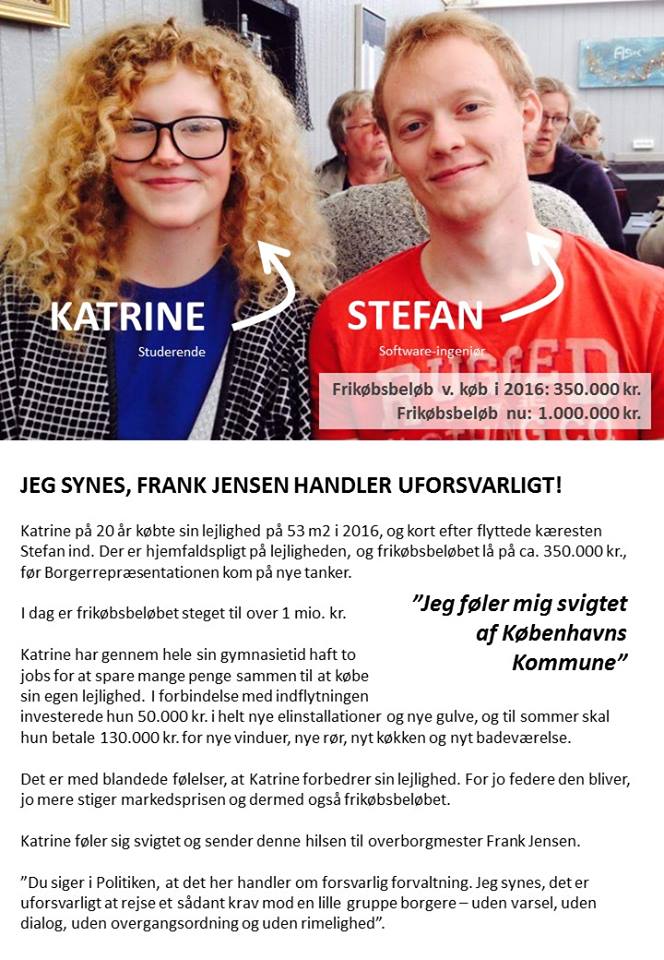 ASK
KATRINE
Studerende
STEFAN
Software-ingeniør
RUGGED
Frikøbsbeløb v. køb i 2016: 350.000 kr.
Frikøbsbeløb nu: 1.000.000 kr.
JEG SYNES, FRANK JENSEN HANDLER UFORSVARLIGT!
Katrine på 20 år købte sin lejlighed på 53 m2 i 2016, og kort efter flyttede kæresten
Stefan ind. Der er hjemfaldspligt på lejligheden, og frikøbsbeløbet lå på ca. 350.000 kr.,
før Borgerrepræsentationen kom på nye tanker.
I dag er frikøbsbeløbet steget til over 1 mio. kr.
”Jeg føler mig svigtet
af Københavns
Kommune”
Katrine har gennem hele sin gymnasietid haft to
jobs for at spare mange penge sammen til at købe
sin egen lejlighed. I forbindelse med indflytningen
investerede hun 50.000 kr. i helt nye elinstallationer og nye gulve, og til sommer skal
hun betale 130.000 kr. for nye vinduer, nye rør, nyt køkken og nyt badeværelse.
Det er med blandede følelser, at Katrine forbedrer sin lejlighed. For jo federe den bliver,
jo mere stiger markedsprisen og dermed også frikøbsbeløbet.
Katrine føler sig svigtet og sender denne hilsen til overborgmester Frank Jensen.
”Du siger i Politiken, at det her handler om forsvarlig forvaltning. Jeg synes, det er
uforsvarligt at rejse et sådant krav mod en lille gruppe borgere – uden varsel, uden
dialog, uden overgangsordning og uden rimelighed”.